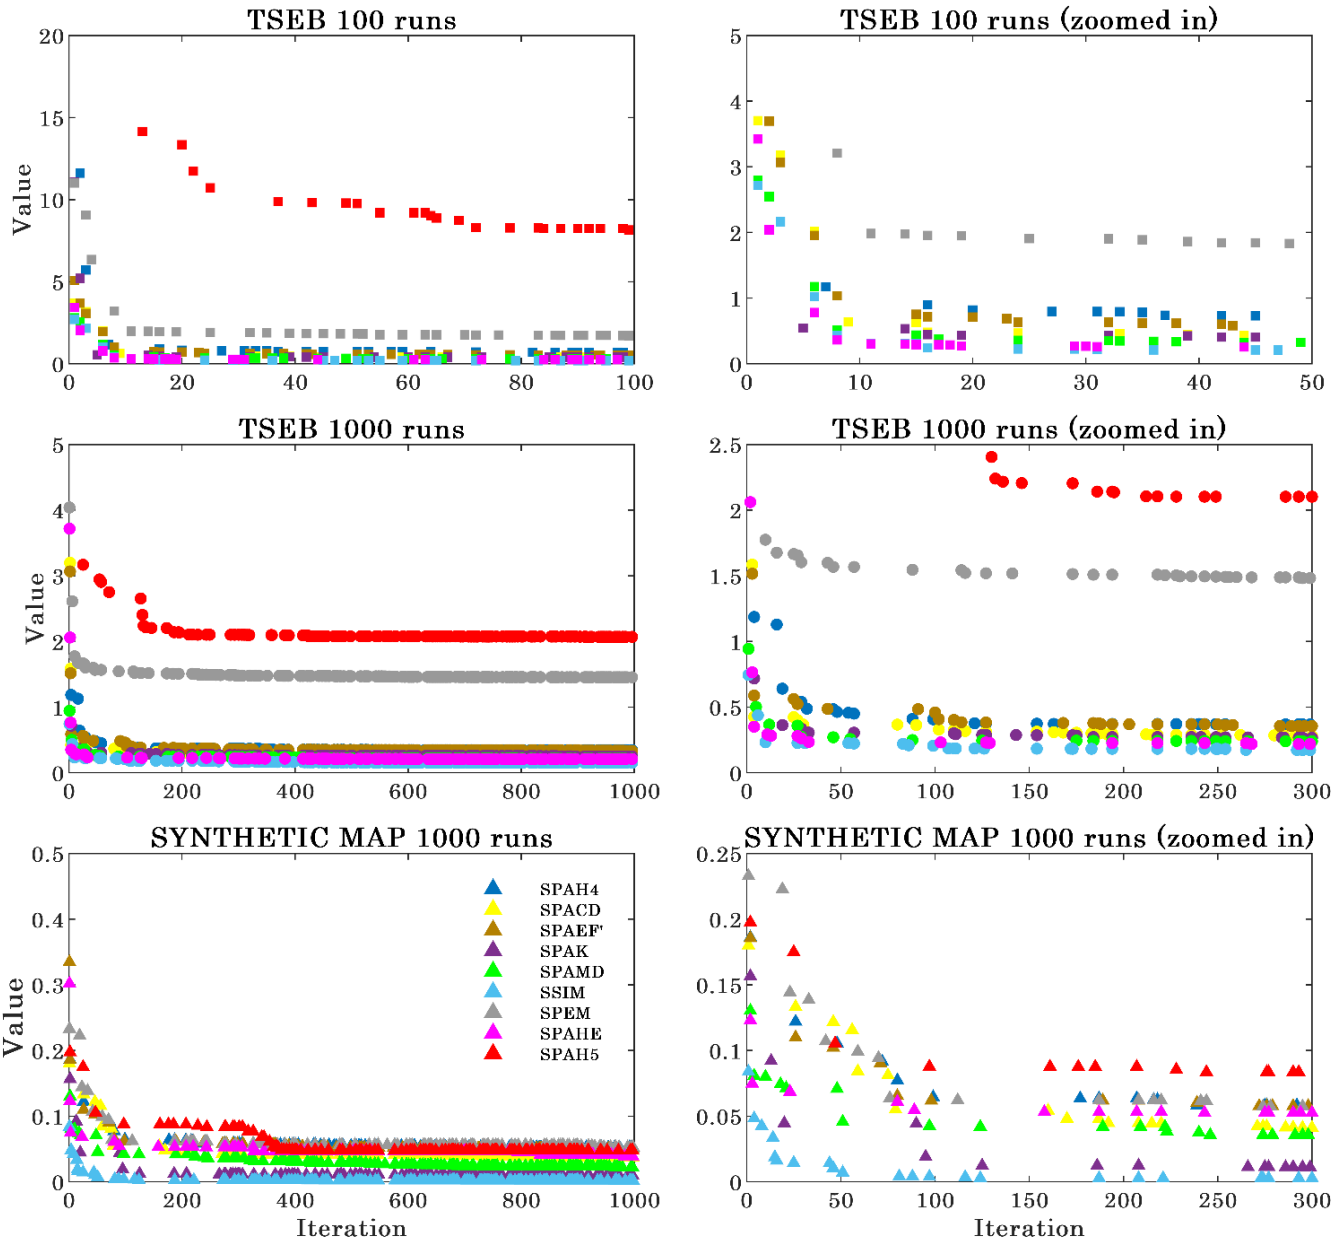 TSEB 100 runs
20
15
10
5
0
Value
0 20 40 60 80 100
TSEB 100 runs (zoomed in)
5
4
3
2
1
0
0 10 20 30 40 50
TSEB 1000 runs
5
4
3
2
1
0
Value
0 200 400 600 800 1000
TSEB 1000 runs (zoomed in)
2.5
2
1.5
1
0.5
0
0 50 100 150 200 250 300
SYNTHETIC MAP 1000 runs
0.5
0.4
0.3
0.2
0.1
0
Value
SPAH4
SPACD
SPAEF'
SPAK
SPAMD
SSIM
SPEM
SPAHE
SPAH5
0 200 400 600 800 1000
Iteration
SYNTHETIC MAP 1000 runs (zoomed in)
0.25
0.2
0.15
0.1
0.05
0
0 50 100 150 200 250 300
Iteration